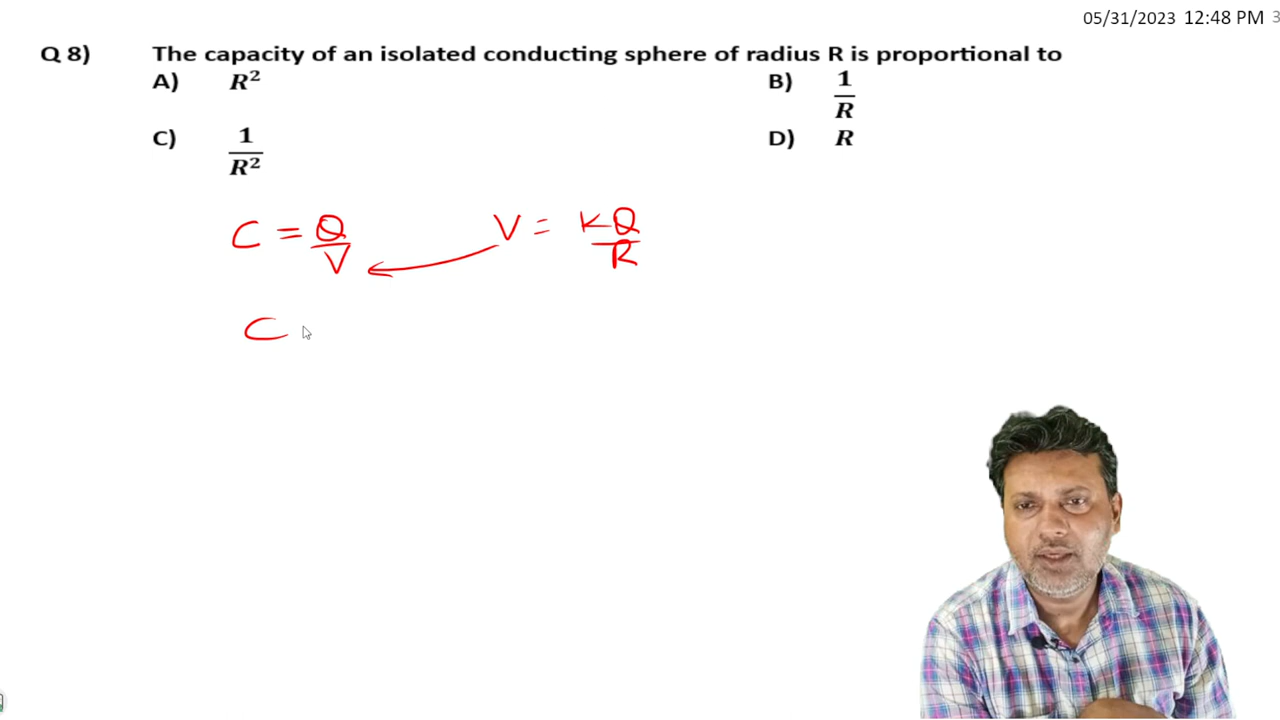 05/31/2023 12:48 PM 3
Q 8) The capacity of an isolated conducting sphere of radius R is proportional to
A) R² B) 1/R
C) 1/R² D) R
C = Q/V V = KQ/R
C